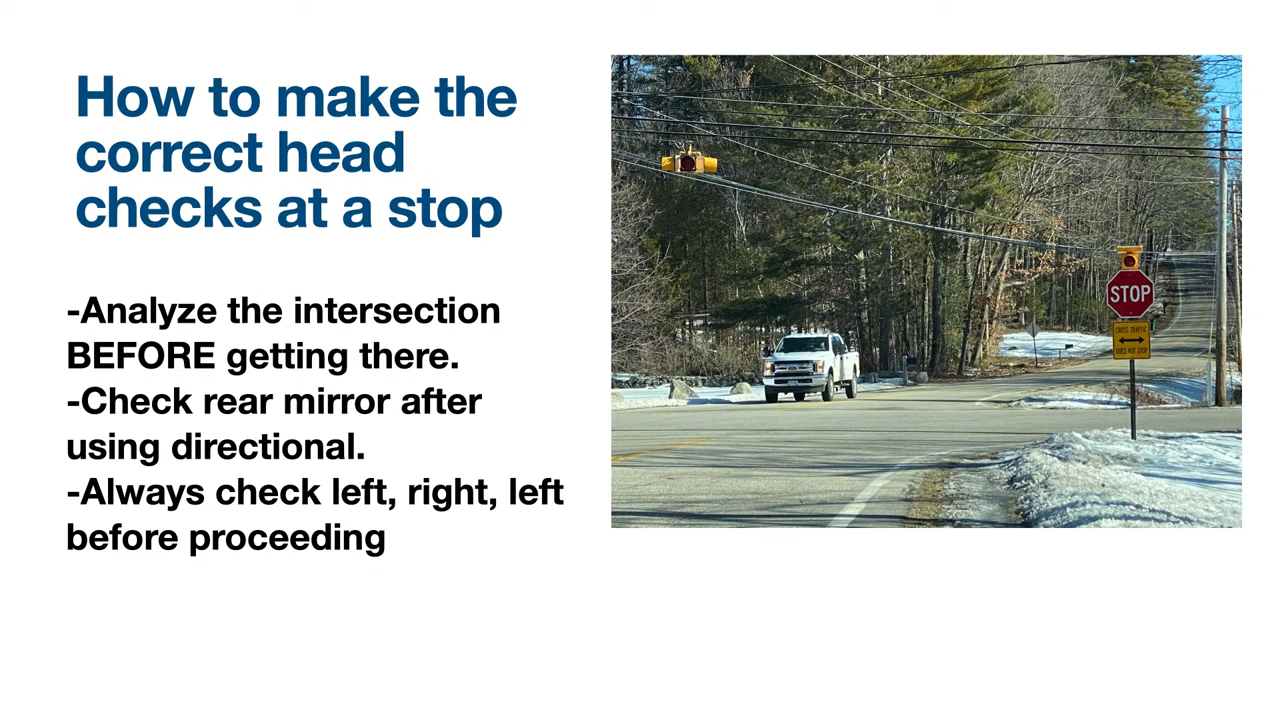 How to make the
correct head
checks at a stop
-Analyze the intersection
BEFORE getting there.
-Check rear mirror after
using directional.
-Always check left, right, left
before proceeding
STOP
CROSS TRAFFIC
DOES NOT STOP